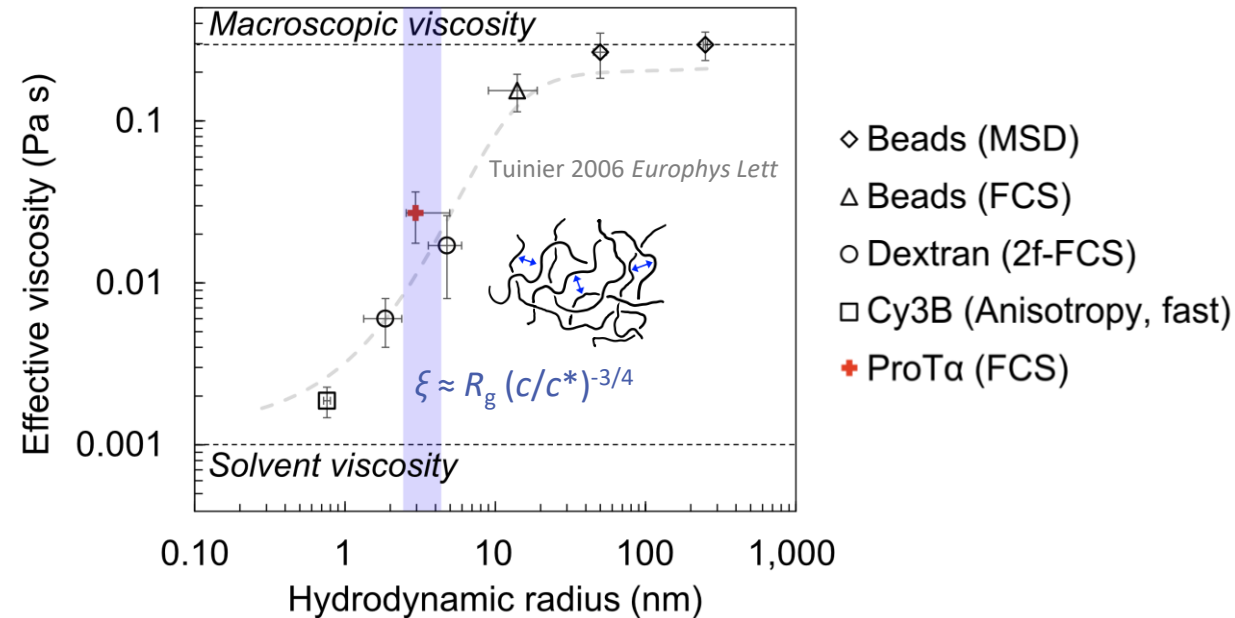 Macroscopic viscosity
Effective viscosity (Pa s)
0.1
0.01
0.001
Tuinier 2006 Europhys Lett
ξ ≈ Rg (c/c*)-3/4
Solvent viscosity
0.10
1
10
100
1,000
Hydrodynamic radius (nm)
Beads (MSD)
Beads (FCS)
Dextran (2f-FCS)
Cy3B (Anisotropy, fast)
ProTα (FCS)